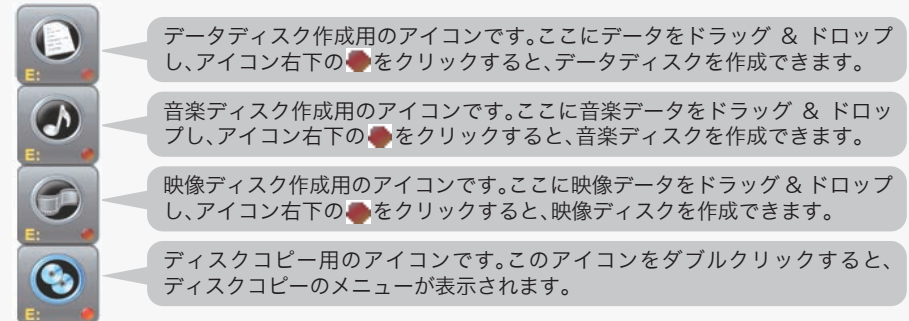 データディスク作成用のアイコンです。ここにデータをドラッグ & ドロップ
し、アイコン右下の をクリックすると、データディスクを作成できます。
E:
音楽ディスク作成用のアイコンです。ここに音楽データをドラッグ & ドロッ
プし、アイコン右下の をクリックすると、音楽ディスクを作成できます。
E:
映像ディスク作成用のアイコンです。ここに映像データをドラッグ & ドロップ
し、アイコン右下の をクリックすると、映像ディスクを作成できます。
E:
ディスクコピー用のアイコンです。このアイコンをダブルクリックすると、
ディスクコピーのメニューが表示されます。
E: